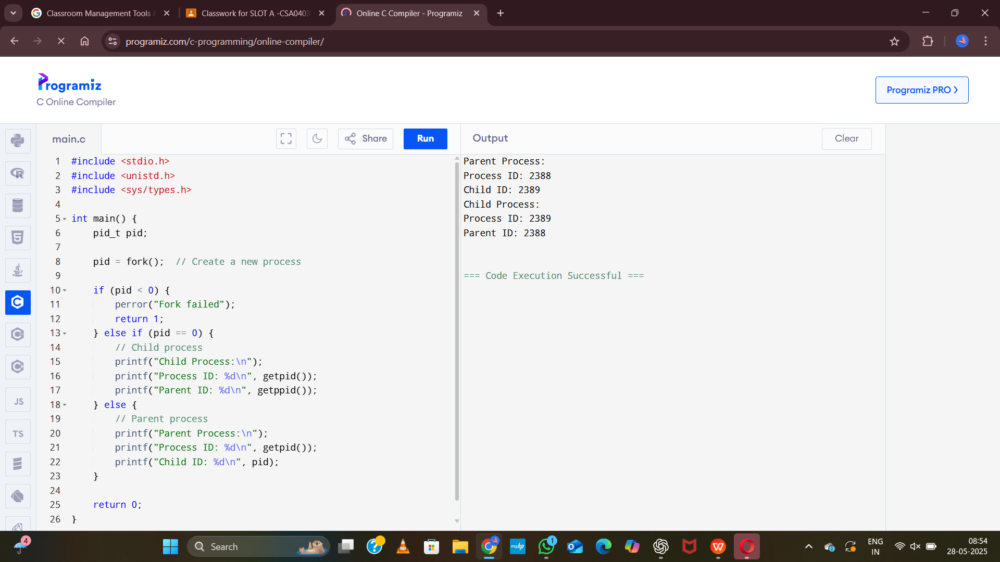 Classroom Management Tools &
Classwork for SLOT A -CSA0403
Online C Compiler - Programiz
programiz.com/c-programming/online-compiler/
Programiz
C Online Compiler
Programiz PRO
main.c
Share
Run
Output
Clear
1 #include <stdio.h>
2 #include <unistd.h>
3 #include <sys/types.h>
4
5 int main() {
6 pid_t pid;
7
8 pid = fork();  // Create a new process
9
10 if (pid < 0) {
11 perror("Fork failed");
12 return 1;
13 } else if (pid == 0) {
14 // Child process
15 printf("Child Process:\n");
16 printf("Process ID: %d\n", getpid());
17 printf("Parent ID: %d\n", getppid());
18 } else {
19 // Parent process
20 printf("Parent Process:\n");
21 printf("Process ID: %d\n", getpid());
22 printf("Child ID: %d\n", pid);
23 }
24
25 return 0;
26 }
Parent Process:
Process ID: 2388
Child ID: 2389
Child Process:
Process ID: 2389
Parent ID: 2388
=== Code Execution Successful ===
JS
TS
4
Search
myhp
1
ENG
IN
08:54
28-05-2025